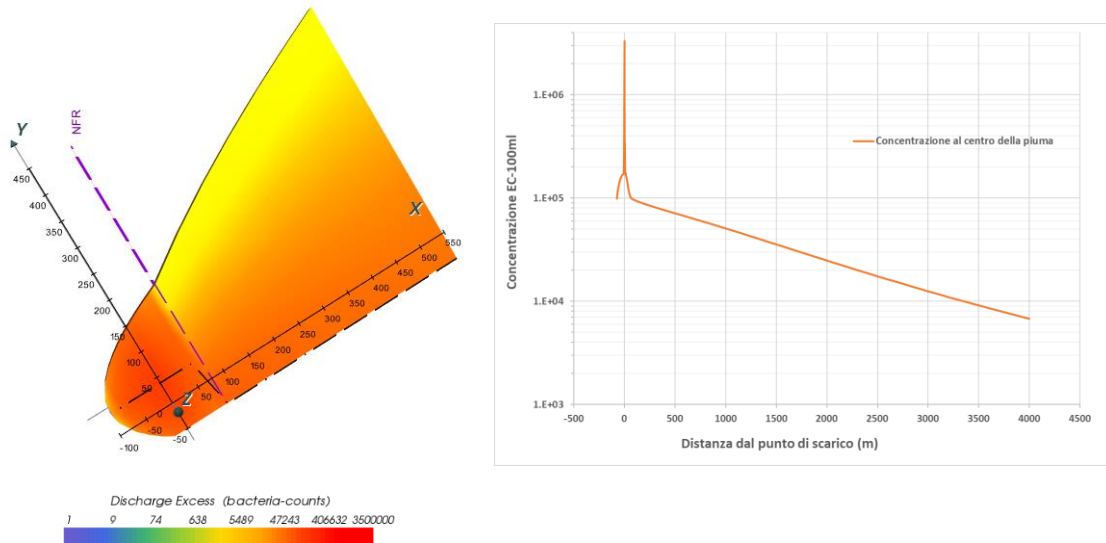 Y
NFR
450
400
350
300
250
200
150
100
50
0
-50
-100
Z
-50
50
100
150
200
250
300
350
400
450
500
550
X
Discharge Excess (bacteria-counts)
1 9 74 638 5489 47243 406632 3500000
Concentrazione EC-100ml
1.E+06
1.E+05
1.E+04
1.E+03
Concentrazione al centro della piuma
-500 0 500 1000 1500 2000 2500 3000 3500 4000 4500
Distanza dal punto di scarico (m)